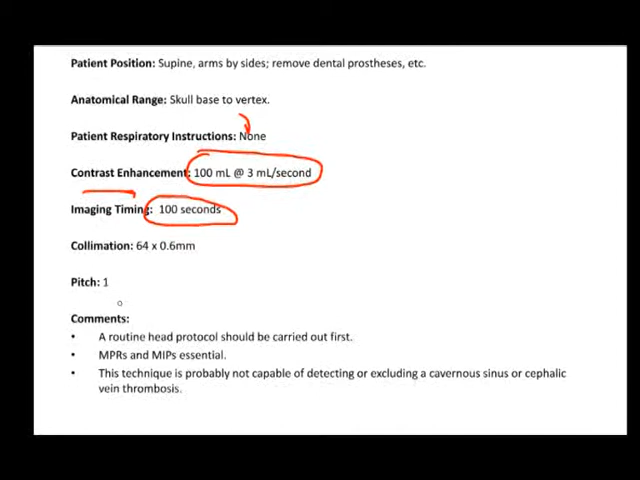 Patient Position: Supine, arms by sides; remove dental prostheses, etc.
Anatomical Range: Skull base to vertex.
Patient Respiratory Instructions: None
Contrast Enhancement: 100 mL @ 3 mL/second
Imaging Timing: 100 seconds
Collimation: 64 x 0.6mm
Pitch: 1
Comments:
• A routine head protocol should be carried out first.
• MPRs and MIPs essential.
• This technique is probably not capable of detecting or excluding a cavernous sinus or cephalic
vein thrombosis.